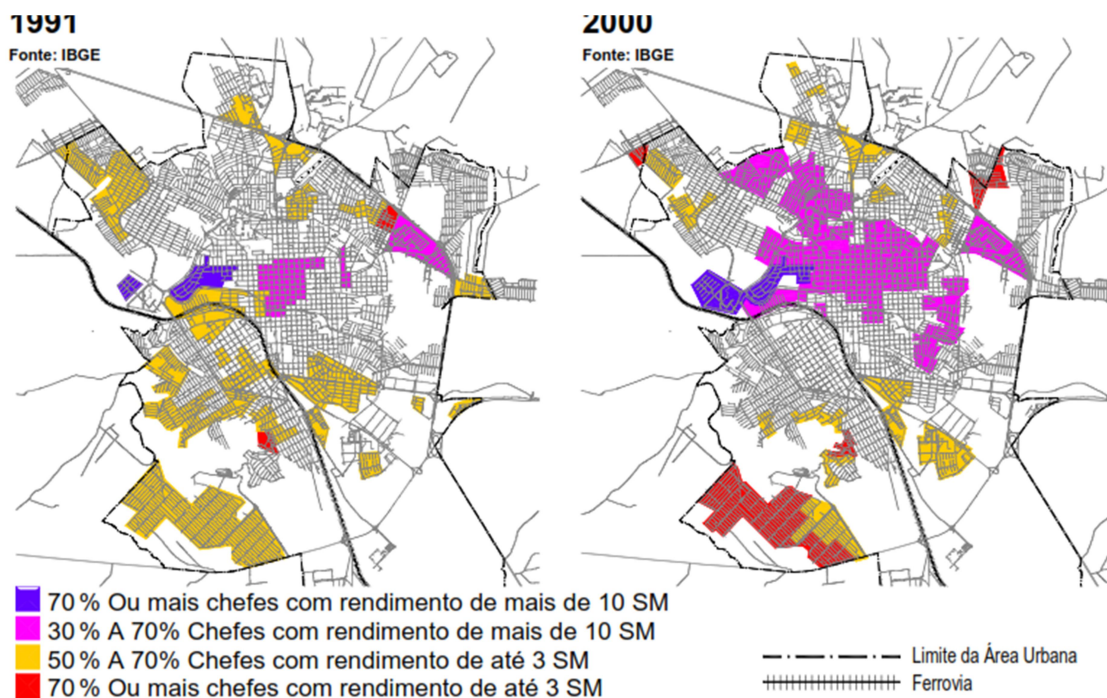 1991
Fonte: IBGE
2000
Fonte: IBGE
70 % Ou mais chefes com rendimento de mais de 10 SM
30 % A 70% Chefes com rendimento de mais de 10 SM
50 % A 70% Chefes com rendimento de até 3 SM
70 % Ou mais chefes com rendimento de até 3 SM
Limite da Área Urbana
Ferrovia